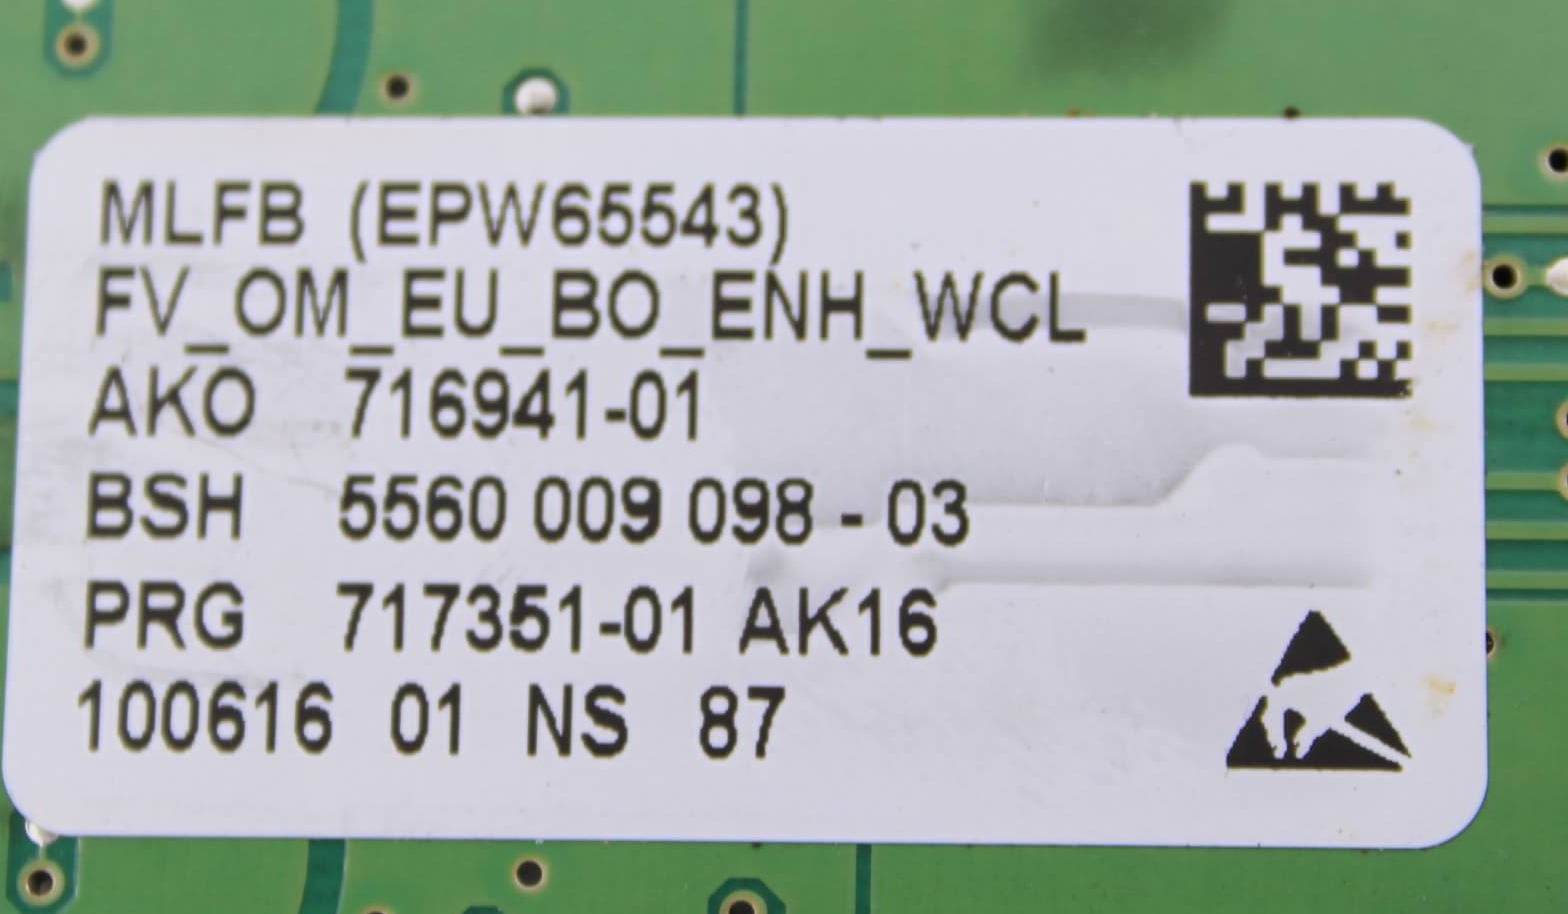 MLFB (EPW65543)
FV_OM_EU_BO_ENH_WCL
AKO 716941-01
BSH 5560 009 098 - 03
PRG 717351-01 AK16
100616 01 NS 87